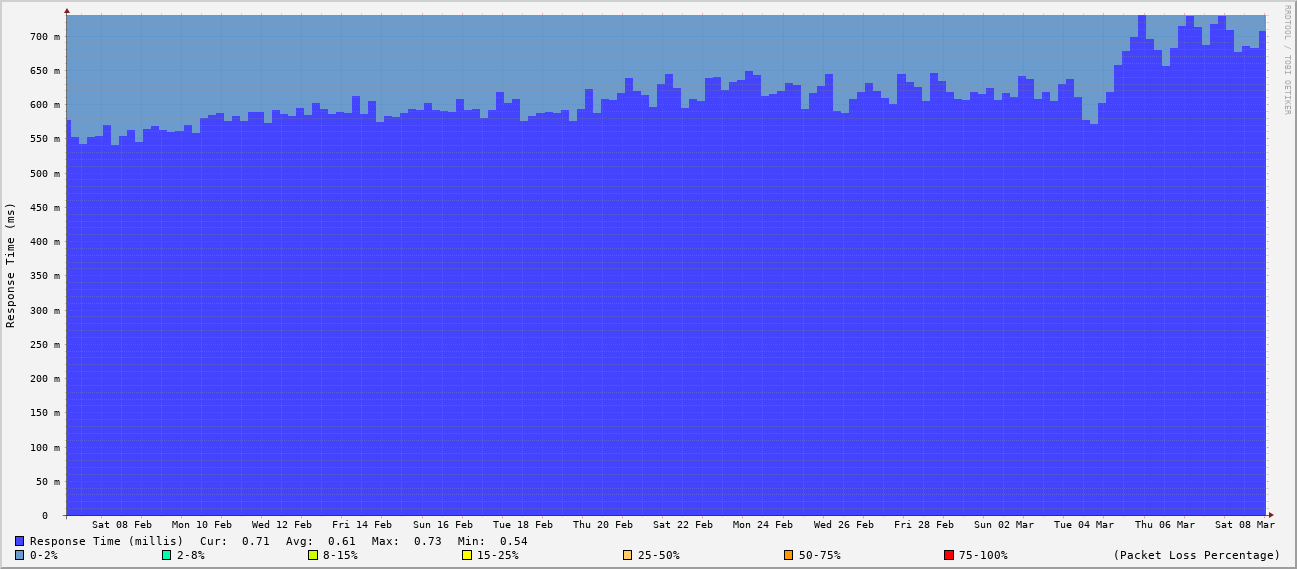 RRDTOOL / TOBI OETIKER
Response Time (ms)
700 m
650 m
600 m
550 m
500 m
450 m
400 m
350 m
300 m
250 m
200 m
150 m
100 m
50 m
0
Sat 08 Feb Mon 10 Feb Wed 12 Feb Fri 14 Feb Sun 16 Feb Tue 18 Feb Thu 20 Feb Sat 22 Feb Mon 24 Feb Wed 26 Feb Fri 28 Feb Sun 02 Mar Tue 04 Mar Thu 06 Mar Sat 08 Mar
Response Time (millis) Cur: 0.71 Avg: 0.61 Max: 0.73 Min: 0.54
0-2% 2-8% 8-15% 15-25% 25-50% 50-75% 75-100% (Packet Loss Percentage)